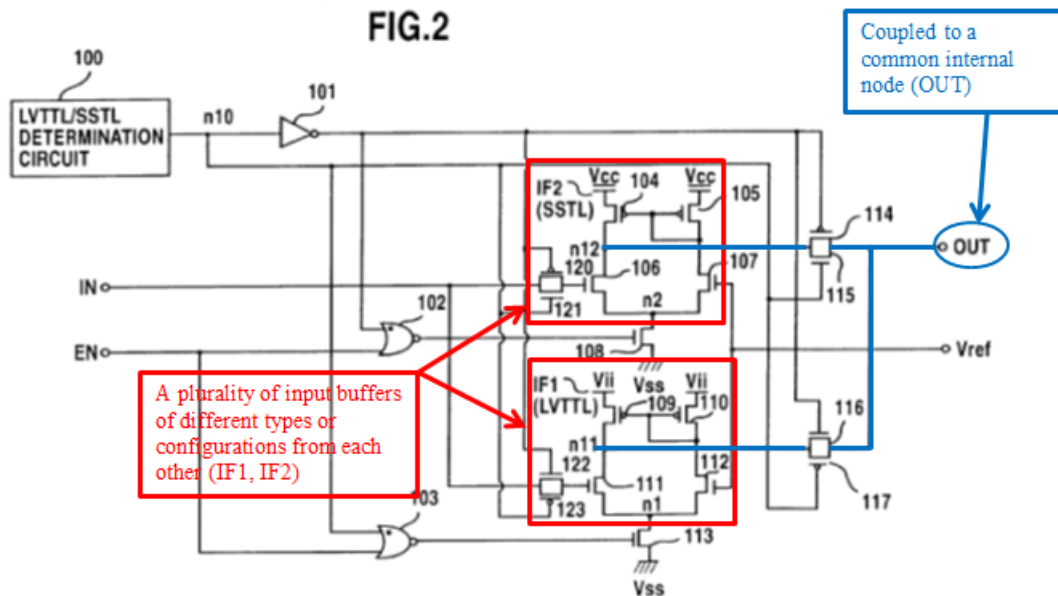 FIG.2
Coupled to a
common internal
node (OUT)
100
LVTTL/SSTL
DETERMINATION
CIRCUIT
n10
101
IF2
(SSTL)
Vcc
104
Vcc
105
114
n12
OUT
120
106
107
115
IN
121
n2
102
EN
108
Vref
A plurality of input buffers
of different types or
configurations from each
other (IF1, IF2)
IF1
(LVTTL)
Vii
Vss
Vii
109
110
116
n11
122
111
112
117
123
n1
103
113
Vss